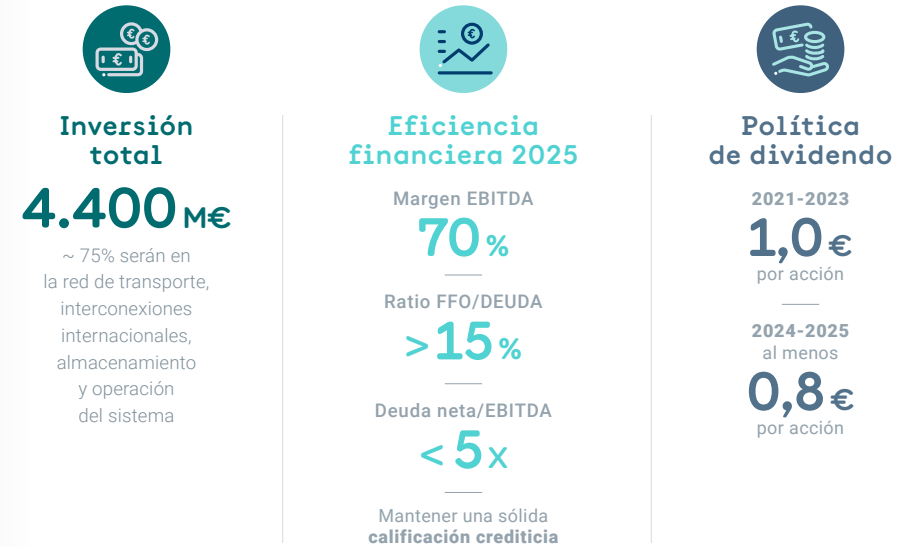 Inversión
total
4.400 M€
~ 75% serán en
la red de transporte,
interconexiones
internacionales,
almacenamiento
y operación
del sistema
Eficiencia
financiera 2025
Margen EBITDA
70 %
Ratio FFO/DEUDA
> 15 %
Deuda neta/EBITDA
< 5 x
Mantener una sólida
calificación crediticia
Política
de dividendo
2021-2023
1,0 €
por acción
2024-2025
al menos
0,8 €
por acción